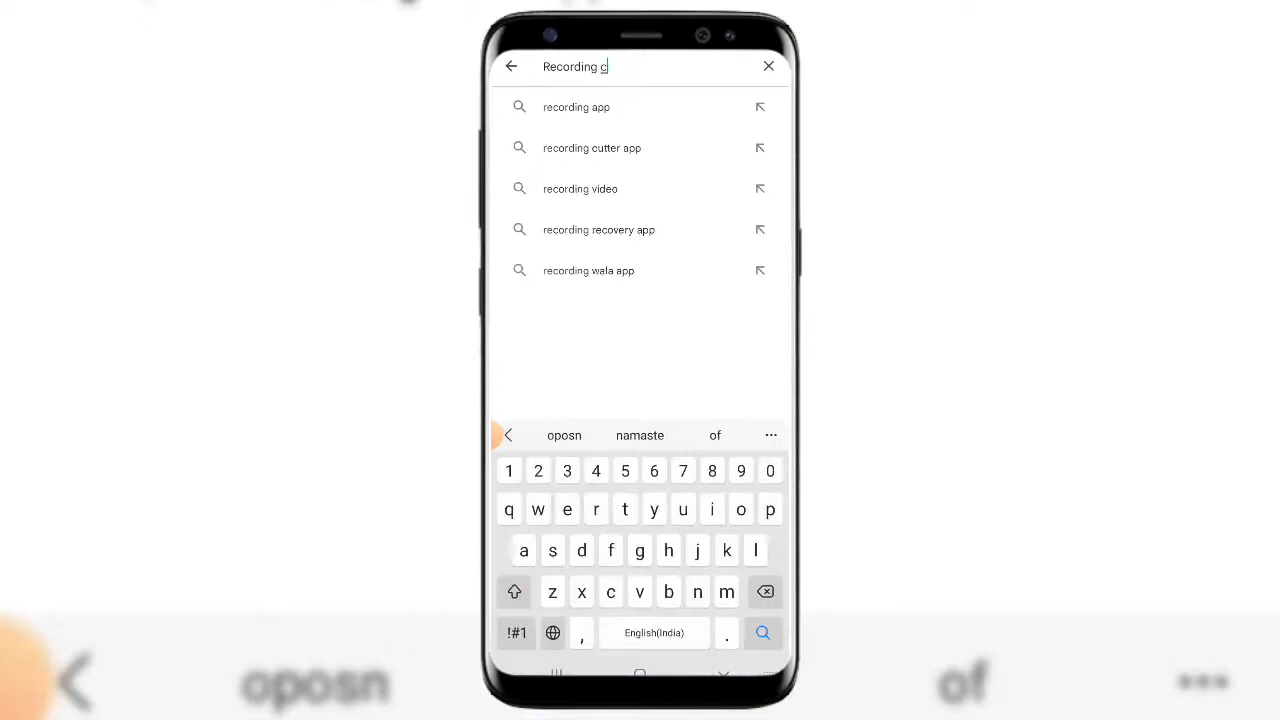 Recording c
recording app
recording cutter app
recording video
recording recovery app
recording wala app
oposn namaste of ...
1 2 3 4 5 6 7 8 9 0
q w e r t y u i o p
a s d f g h j k l
z x c v b n m
!#1 , English(India) .
oposn of ...